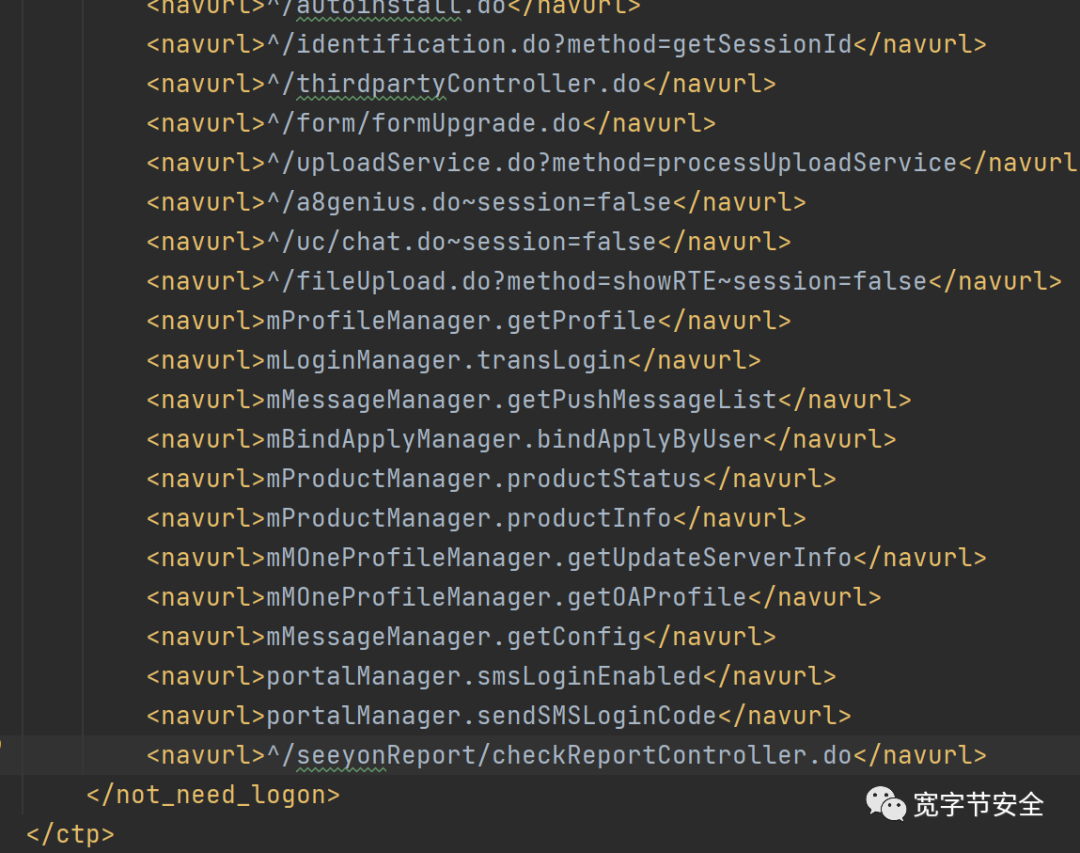 <navurl>^/autoinstall.do</navurl>
<navurl>^/identification.do?method=getSessionId</navurl>
<navurl>^/thirdpartyController.do</navurl>
<navurl>^/form/formUpgrade.do</navurl>
<navurl>^/uploadService.do?method=processUploadService</navurl
<navurl>^/a8genius.do~session=false</navurl>
<navurl>^/uc/chat.do~session=false</navurl>
<navurl>^/fileUpload.do?method=showRTE~session=false</navurl>
<navurl>mProfileManager.getProfile</navurl>
<navurl>mLoginManager.transLogin</navurl>
<navurl>mMessageManager.getPushMessageList</navurl>
<navurl>mBindApplyManager.bindApplyByUser</navurl>
<navurl>mProductManager.productStatus</navurl>
<navurl>mProductManager.productInfo</navurl>
<navurl>mMOneProfileManager.getUpdateServerInfo</navurl>
<navurl>mMOneProfileManager.getOAProfile</navurl>
<navurl>mMessageManager.getConfig</navurl>
<navurl>portalManager.smsLoginEnabled</navurl>
<navurl>portalManager.sendSMSLoginCode</navurl>
<navurl>^/seeyonReport/checkReportController.do</navurl>
</not_need_logon>
宽字节安全
</ctp>